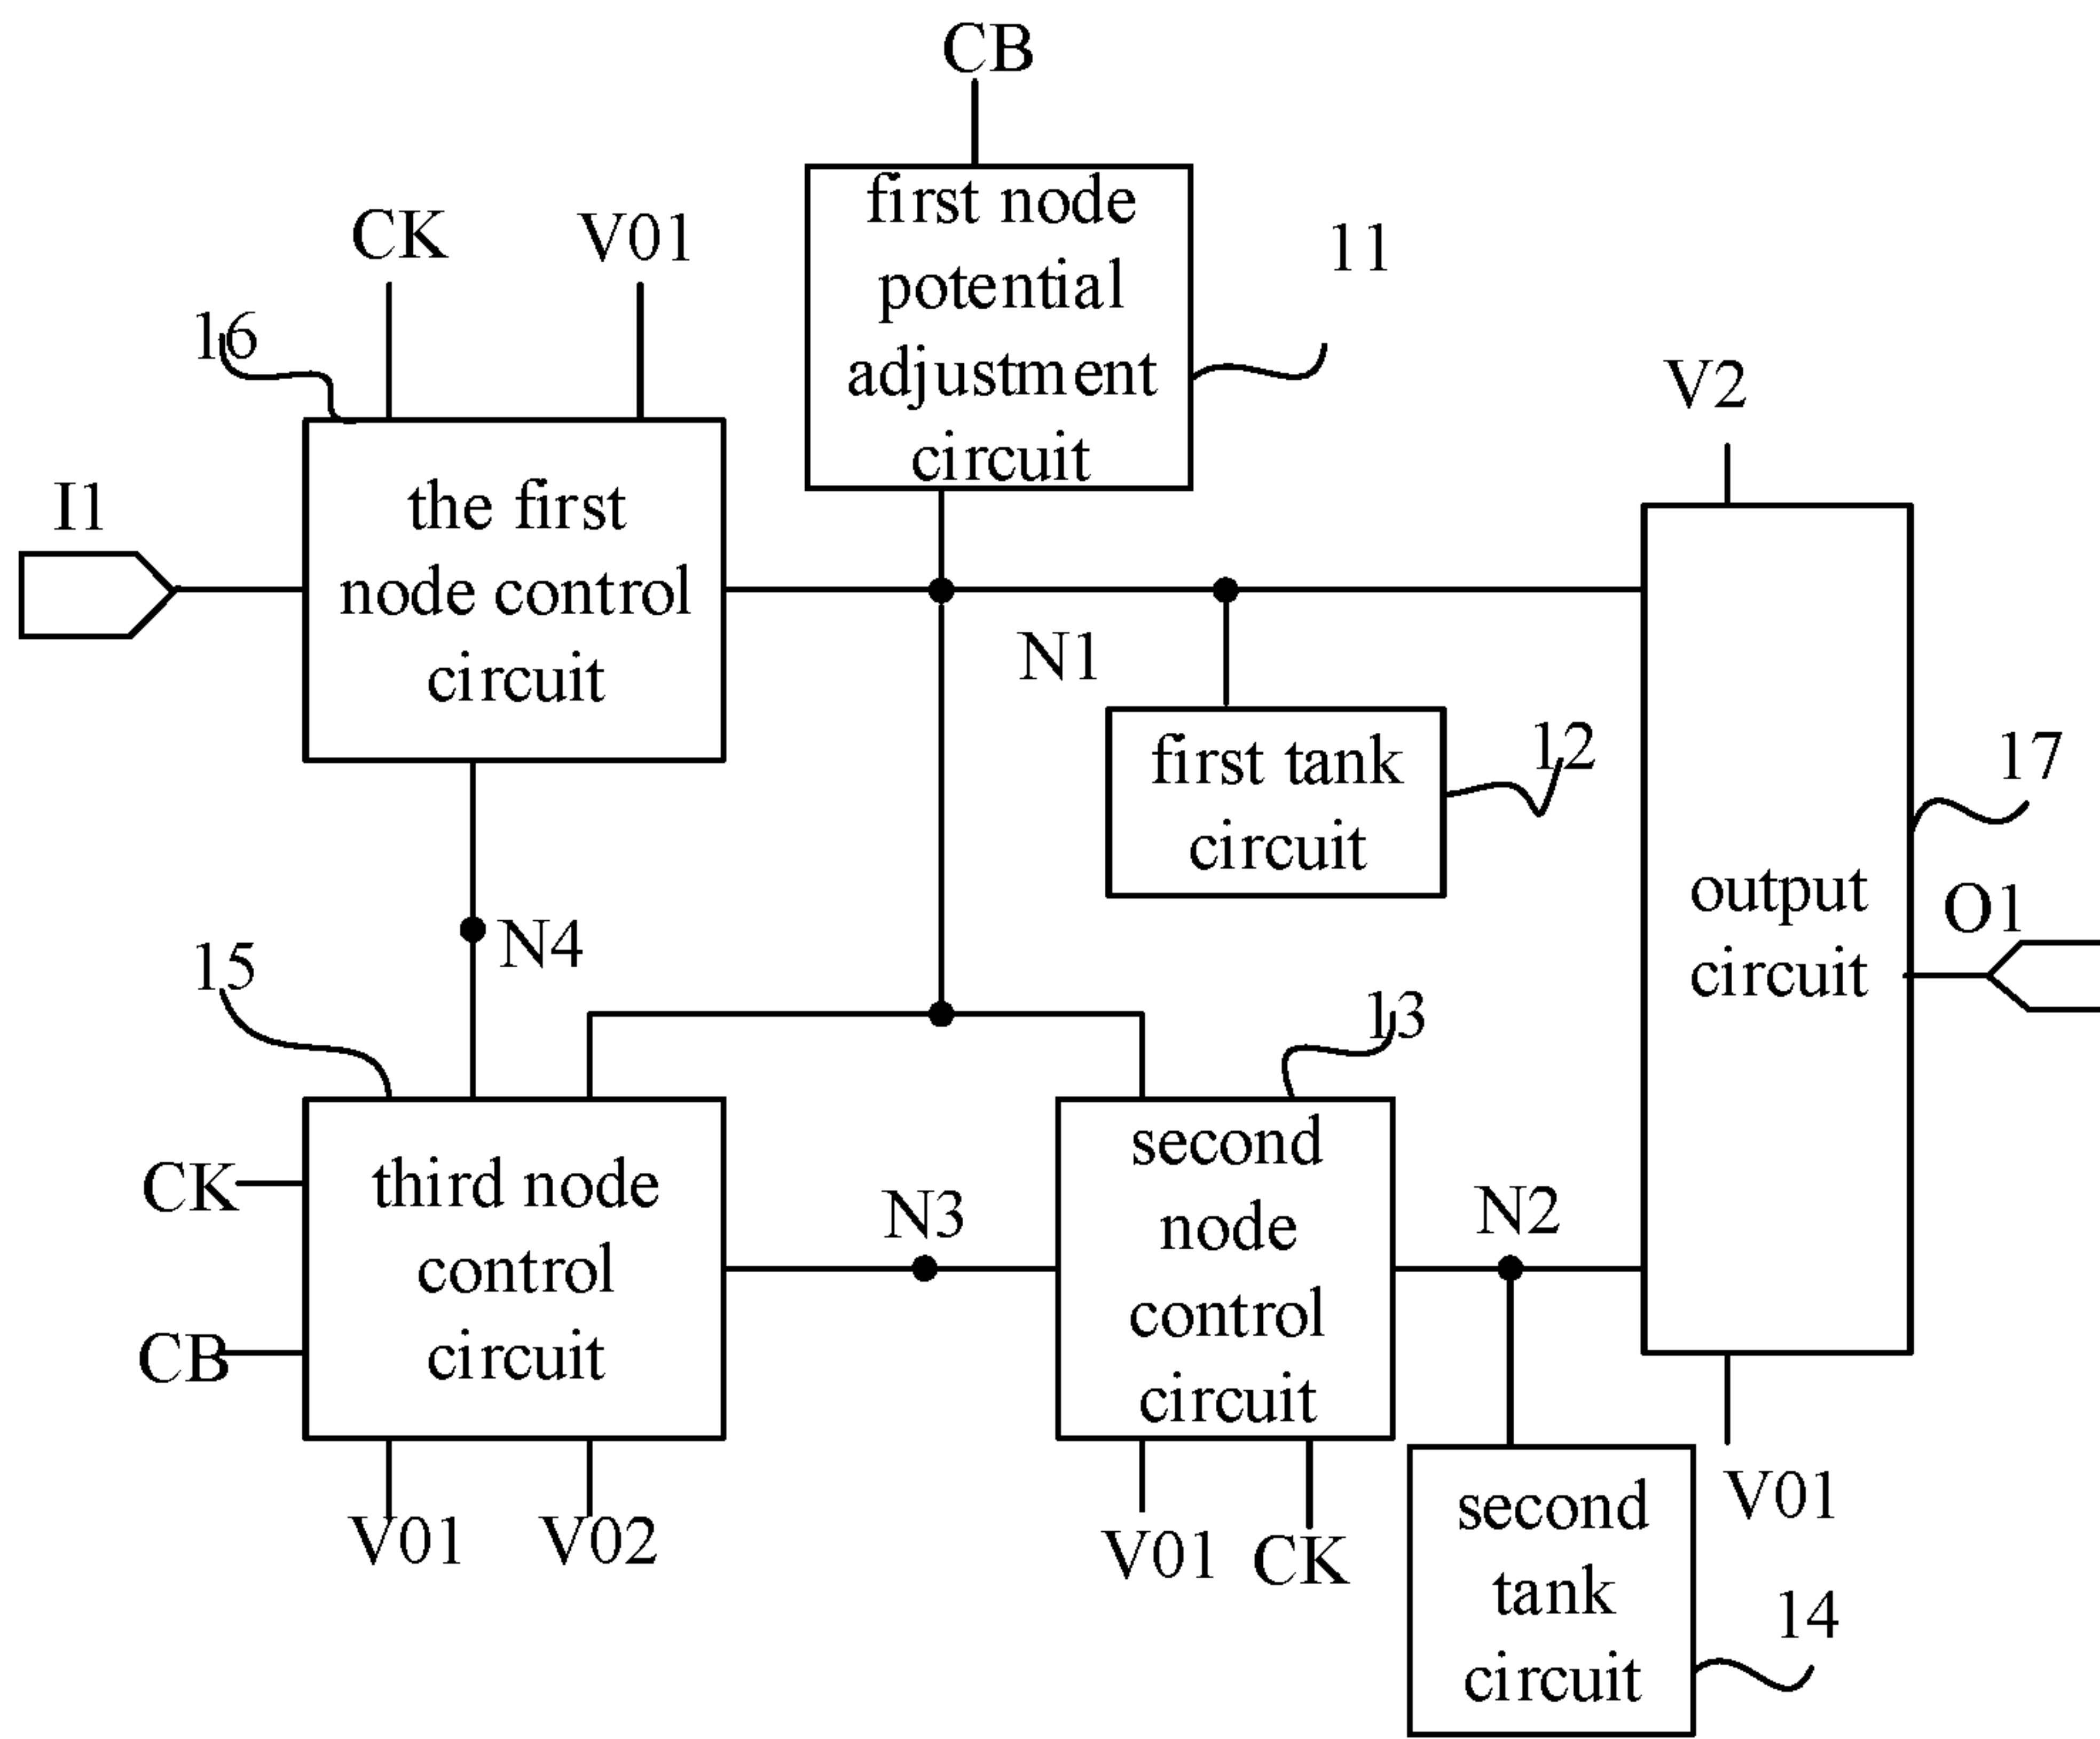 CB
CK
V01
first node
potential
adjustment
circuit
11
16
V2
I1
the first
node control
circuit
N1
first tank
circuit
12
17
output
circuit
O1
N4
15
13
third node
control
circuit
CK
CB
N3
second
node
control
circuit
N2
V01
V02
V01
CK
V01
second
tank
circuit
14